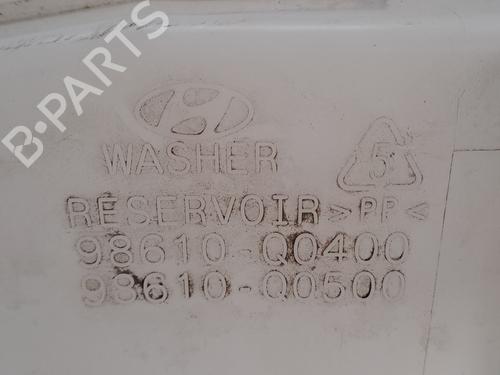 B-PARTS
WASHER
5
RESERVOIR >PP<
98610-Q0400
98610-Q0500